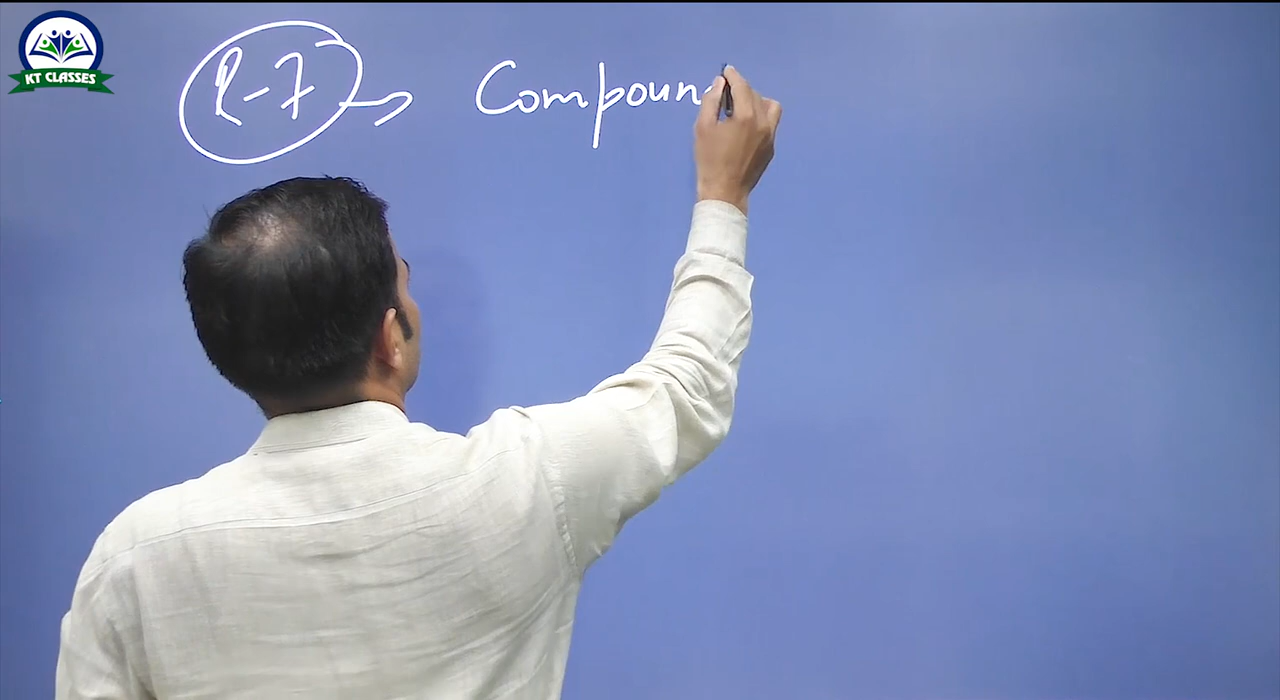 KT CLASSES
R-7 → Compoun